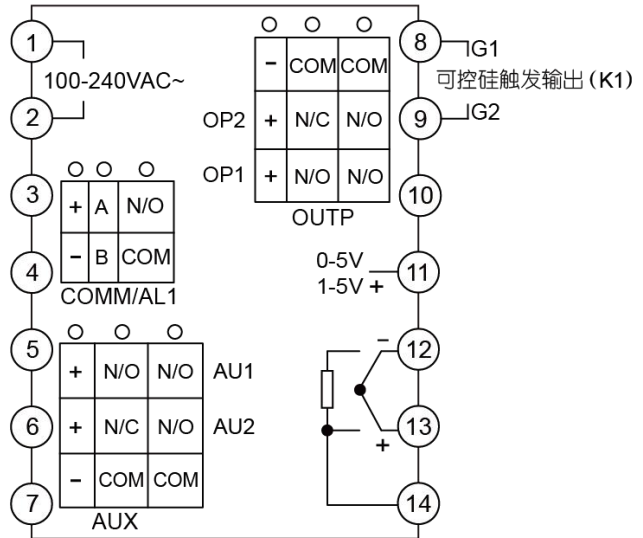 1
100-240VAC~
2
3
+ A N/O
- B COM
4
COMM/AL1
5
+ N/O N/O AU1
6
+ N/C N/O AU2
- COM COM
7
AUX
- COM COM
OP2 + N/C N/O
OP1 + N/O N/O
OUTP
8
G1
可控硅触发输出(K1)
9
G2
10
0-5V
11
1-5V +
12
-
13
+
14